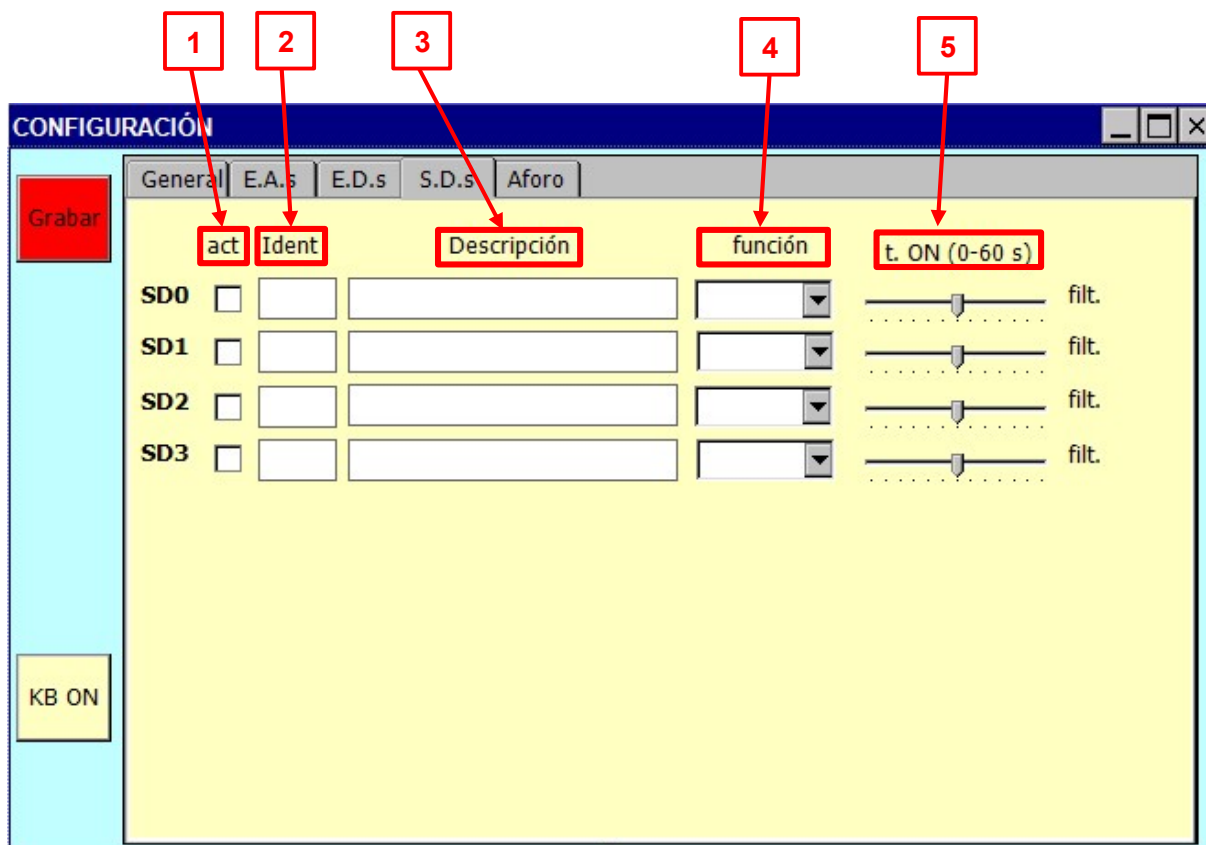 1 2 3 4 5
CONFIGURACIÓN
General E.A.s E.D.s S.D.s Aforo
Grabar
act Ident Descripción función t. ON (0-60 s)
SD0 filt.
SD1 filt.
SD2 filt.
SD3 filt.
KB ON